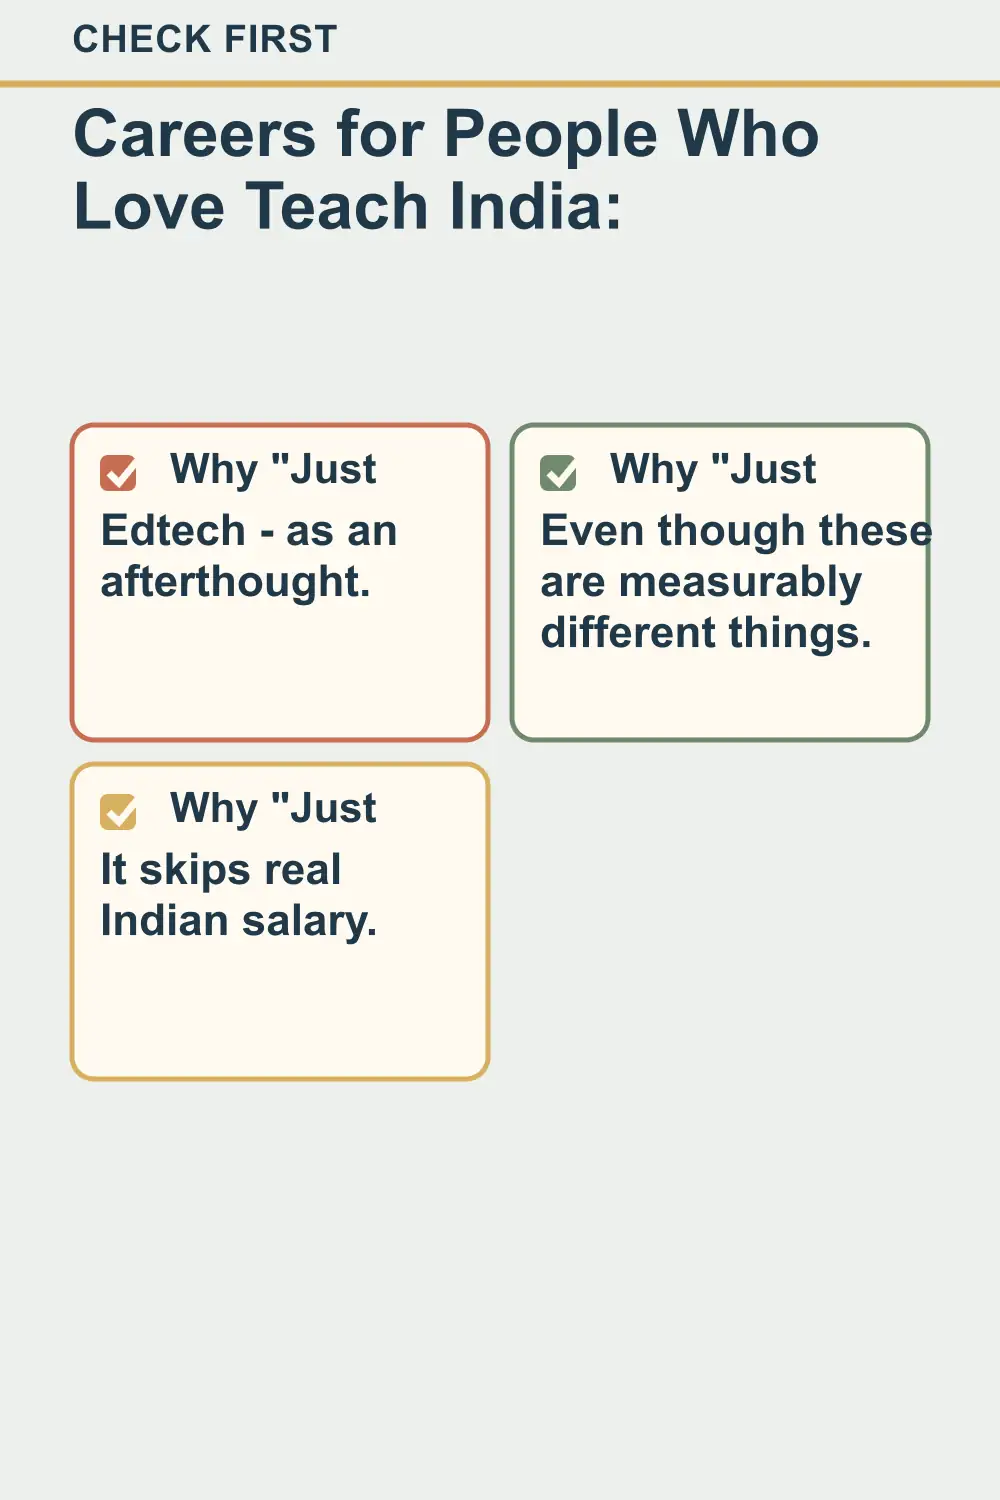 CHECK FIRST
Careers for People Who
Love Teach India:
Why "Just
Edtech - as an
afterthought.
Why "Just
Even though these
are measurably
different things.
Why "Just
It skips real
Indian salary.